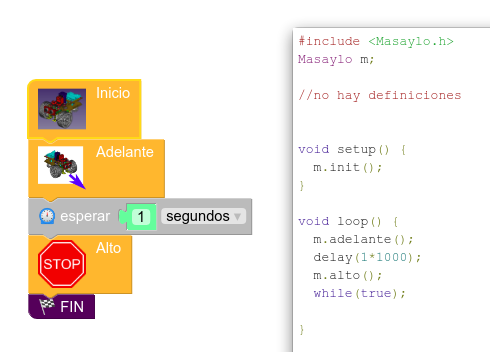 Inicio
Adelante
esperar 1 segundos
Alto
STOP
FIN
#include <Masaylo.h>
Masaylo m;
//no hay definiciones
void setup() {
m.init();
}
void loop() {
m.adelante();
delay(1*1000);
m.alto();
while(true);
}